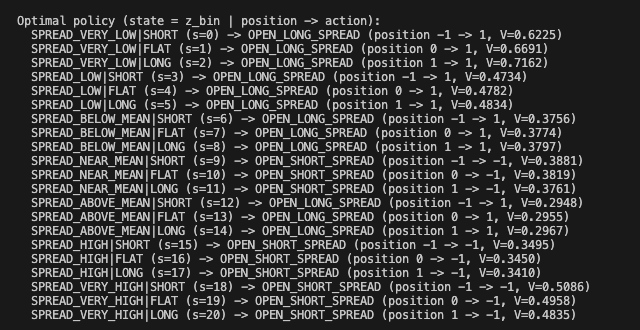 Optimal policy (state = z_bin | position -> action):
SPREAD_VERY_LOW|SHORT (s=0) -> OPEN_LONG_SPREAD (position -1 -> 1, V=0.6225)
SPREAD_VERY_LOW|FLAT (s=1) -> OPEN_LONG_SPREAD (position 0 -> 1, V=0.6691)
SPREAD_VERY_LOW|LONG (s=2) -> OPEN_LONG_SPREAD (position 1 -> 1, V=0.7162)
SPREAD_LOW|SHORT (s=3) -> OPEN_LONG_SPREAD (position -1 -> 1, V=0.4734)
SPREAD_LOW|FLAT (s=4) -> OPEN_LONG_SPREAD (position 0 -> 1, V=0.4782)
SPREAD_LOW|LONG (s=5) -> OPEN_LONG_SPREAD (position 1 -> 1, V=0.4834)
SPREAD_BELOW_MEAN|SHORT (s=6) -> OPEN_LONG_SPREAD (position -1 -> 1, V=0.3756)
SPREAD_BELOW_MEAN|FLAT (s=7) -> OPEN_LONG_SPREAD (position 0 -> 1, V=0.3774)
SPREAD_BELOW_MEAN|LONG (s=8) -> OPEN_LONG_SPREAD (position 1 -> 1, V=0.3797)
SPREAD_NEAR_MEAN|SHORT (s=9) -> OPEN_SHORT_SPREAD (position -1 -> -1, V=0.3881)
SPREAD_NEAR_MEAN|FLAT (s=10) -> OPEN_SHORT_SPREAD (position 0 -> -1, V=0.3819)
SPREAD_NEAR_MEAN|LONG (s=11) -> OPEN_SHORT_SPREAD (position 1 -> -1, V=0.3761)
SPREAD_ABOVE_MEAN|SHORT (s=12) -> OPEN_LONG_SPREAD (position -1 -> 1, V=0.2948)
SPREAD_ABOVE_MEAN|FLAT (s=13) -> OPEN_LONG_SPREAD (position 0 -> 1, V=0.2955)
SPREAD_ABOVE_MEAN|LONG (s=14) -> OPEN_LONG_SPREAD (position 1 -> 1, V=0.2967)
SPREAD_HIGH|SHORT (s=15) -> OPEN_SHORT_SPREAD (position -1 -> -1, V=0.3495)
SPREAD_HIGH|FLAT (s=16) -> OPEN_SHORT_SPREAD (position 0 -> -1, V=0.3450)
SPREAD_HIGH|LONG (s=17) -> OPEN_SHORT_SPREAD (position 1 -> -1, V=0.3410)
SPREAD_VERY_HIGH|SHORT (s=18) -> OPEN_SHORT_SPREAD (position -1 -> -1, V=0.5086)
SPREAD_VERY_HIGH|FLAT (s=19) -> OPEN_SHORT_SPREAD (position 0 -> -1, V=0.4958)
SPREAD_VERY_HIGH|LONG (s=20) -> OPEN_SHORT_SPREAD (position 1 -> -1, V=0.4835)